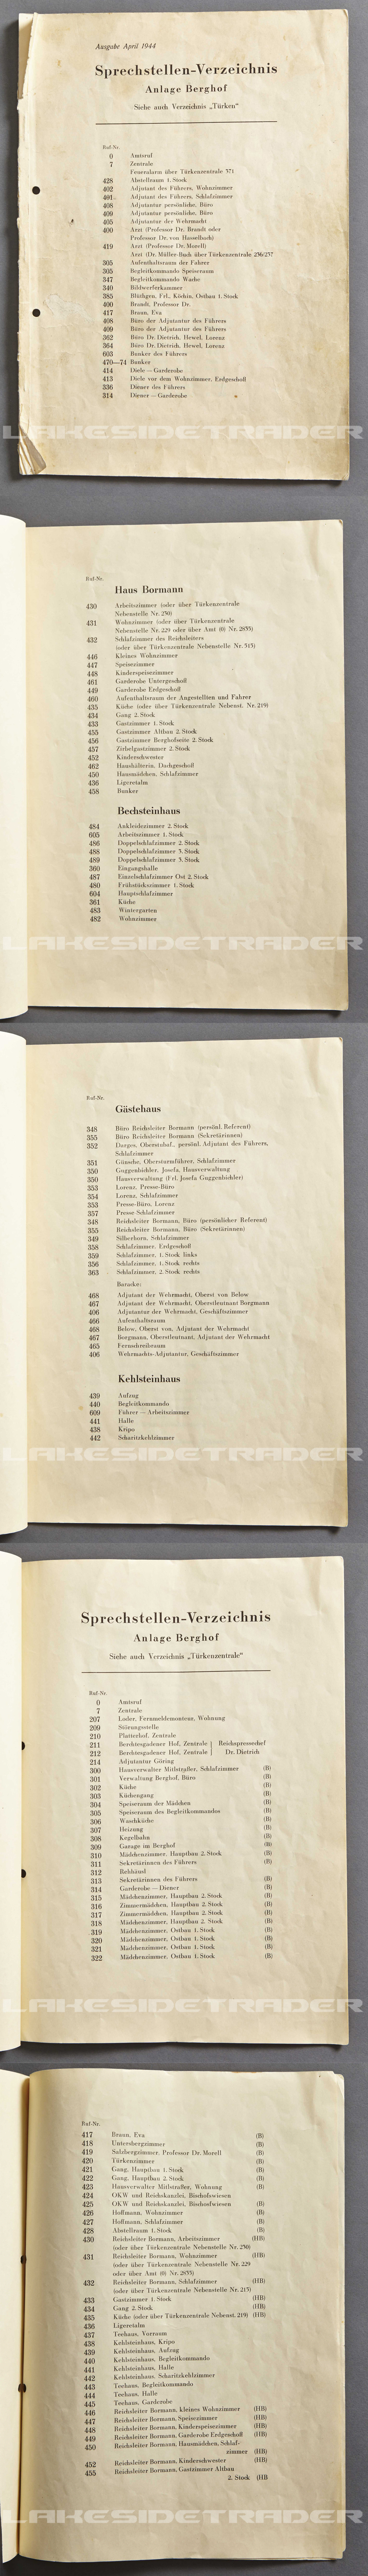 Ausgabe April 1944
Sprechstellen-Verzeichnis
Anlage Berghof
Siehe auch Verzeichnis „Türken“
Ruf-Nr.
0 Amtsruf
7 Zentrale
Feueralarm über Türkenzentrale 371
428 Abstellraum 1. Stock
402 Adjutant des Führers, Wohnzimmer
401 Adjutant des Führers, Schlafzimmer
408 Adjutantur persönliche, Büro
409 Adjutantur persönliche, Büro
405 Adjutantur der Wehrmacht
400 Arzt (Professor Dr. Brandt oder
Professor Dr. von Hasselbach)
419 Arzt (Professor Dr. Morell)
Arzt (Dr. Müller-Buch über Türkenzentrale 236/237
305 Aufenthaltsraum der Fahrer
305 Begleitkommando Speiseraum
347 Begleitkommando Wache
340 Bildwerferkammer
385 Blüthgen, Frl., Köchin, Ostbau 1. Stock
400 Brandt, Professor Dr.
417 Braun, Eva
408 Büro der Adjutantur des Führers
409 Büro der Adjutantur des Führers
362 Büro Dr. Dietrich, Hewel, Lorenz
364 Büro Dr. Dietrich, Hewel, Lorenz
603 Bunker des Führers
470—74 Bunker
414 Diele — Garderobe
413 Diele vor dem Wohnzimmer, Erdgeschoß
336 Diener des Führers
314 Diener — Garderobe
LAKESIDETRADER
Ruf-Nr.
Haus Bormann
430 Arbeitszimmer (oder über Türkenzentrale
Nebenstelle Nr. 230)
431 Wohnzimmer (oder über Türkenzentrale
Nebenstelle Nr. 229 oder über Amt (0) Nr. 2855)
432 Schlafzimmer des Reichsleiters
(oder über Türkenzentrale Nebenstelle Nr. 315)
446 Kleines Wohnzimmer
447 Speisezimmer
448 Kinderspeisezimmer
461 Garderobe Untergeschoß
449 Garderobe Erdgeschoß
460 Aufenthaltsraum der Angestellten und Fahrer
435 Küche (oder über Türkenzentrale Nebenst. Nr. 219)
434 Gang 2. Stock
433 Gastzimmer 1. Stock
455 Gastzimmer Altbau 2. Stock
456 Gastzimmer Berghofseite 2. Stock
457 Zirbelgastzimmer 2. Stock
452 Kinderschwester
462 Haushälterin, Dachgeschoß
450 Hausmädchen, Schlafzimmer
436 Ligeretalm
458 Bunker
Bechsteinhaus
484 Ankleidezimmer 2. Stock
605 Arbeitszimmer 1. Stock
486 Doppelschlafzimmer 2. Stock
488 Doppelschlafzimmer 3. Stock
489 Doppelschlafzimmer 3. Stock
360 Eingangshalle
487 Einzelschlafzimmer Ost 2. Stock
480 Frühstückszimmer 1. Stock
604 Hauptschlafzimmer
361 Küche
483 Wintergarten
482 Wohnzimmer
LAKESIDETRADER
Ruf-Nr.
Gästehaus
348 Büro Reichsleiter Bormann (persönl. Referent)
355 Büro Reichsleiter Bormann (Sekretärinnen)
352 Darges, Oberstubaf., persönl. Adjutant des Führers,
Schlafzimmer
351 Günsche, Obersturmführer, Schlafzimmer
350 Guggenbichler, Josefa, Hausverwaltung
350 Hausverwaltung (Frl. Josefa Guggenbichler)
353 Lorenz, Presse-Büro
354 Lorenz, Schlafzimmer
353 Presse-Büro, Lorenz
357 Presse-Schlafzimmer
348 Reichsleiter Bormann, Büro (persönlicher Referent)
355 Reichsleiter Bormann, Büro (Sekretärinnen)
349 Silberhorn, Schlafzimmer
358 Schlafzimmer, Erdgeschoß
359 Schlafzimmer, 1. Stock links
356 Schlafzimmer, 1. Stock rechts
363 Schlafzimmer, 2. Stock rechts
Baracke:
468 Adjutant der Wehrmacht, Oberst von Below
467 Adjutant der Wehrmacht, Oberstleutnant Borgmann
406 Adjutantur der Wehrmacht, Geschäftszimmer
466 Aufenthaltsraum
468 Below, Oberst von, Adjutant der Wehrmacht
467 Borgmann, Oberstleutnant, Adjutant der Wehrmacht
465 Fernschreibraum
406 Wehrmachts-Adjutantur, Geschäftszimmer
Kehlsteinhaus
439 Aufzug
440 Begleitkommando
609 Führer — Arbeitszimmer
441 Halle
438 Kripo
442 Scharitzkehlzimmer
LAKESIDETRADER
Sprechstellen-Verzeichnis
Anlage Berghof
Siehe auch Verzeichnis „Türkenzentrale“
Ruf-Nr.
0 Amtsruf
7 Zentrale
207 Loder, Fernmeldemonteur, Wohnung
209 Störungsstelle
210 Platterhof, Zentrale
211 Berchtesgadener Hof, Zentrale } Reichspressechef
212 Berchtesgadener Hof, Zentrale } Dr. Dietrich
214 Adjutantur Göring
300 Hausverwalter Mittstraßer, Schlafzimmer (B)
301 Verwaltung Berghof, Büro (B)
302 Küche (B)
303 Küchengang (B)
304 Speiseraum der Mädchen (B)
305 Speiseraum des Begleitkommandos (B)
306 Waschküche (B)
307 Heizung (B)
308 Kegelbahn (B)
309 Garage im Berghof (B)
310 Mädchenzimmer, Hauptbau 2. Stock (B)
311 Sekretärinnen des Führers (B)
312 Rehhäusl
313 Sekretärinnen des Führers (B)
314 Garderobe — Diener (B)
315 Mädchenzimmer, Hauptbau 2. Stock (B)
316 Zimmermädchen, Hauptbau 2. Stock (B)
317 Zimmermädchen, Hauptbau 2. Stock (B)
318 Mädchenzimmer, Hauptbau 2. Stock (B)
319 Mädchenzimmer, Ostbau 1. Stock (B)
320 Mädchenzimmer, Ostbau 1. Stock (B)
321 Mädchenzimmer, Ostbau 1. Stock (B)
322 Mädchenzimmer, Ostbau 1. Stock (B)
LAKESIDETRADER
Ruf-Nr.
417 Braun, Eva (B)
418 Untersbergzimmer (B)
419 Salzbergzimmer, Professor Dr. Morell (B)
420 Türkenzimmer (B)
421 Gang, Hauptbau 1. Stock (B)
422 Gang, Hauptbau 2. Stock (B)
423 Hausverwalter Mittstraßer, Wohnung (B)
424 OKW und Reichskanzlei, Bischofswiesen
425 OKW und Reichskanzlei, Bischofswiesen (B)
426 Hoffmann, Wohnzimmer (B)
427 Hoffmann, Schlafzimmer (B)
428 Abstellraum 1. Stock (B)
430 Reichsleiter Bormann, Arbeitszimmer (HB)
(oder über Türkenzentrale Nebenstelle Nr. 230)
431 Reichsleiter Bormann, Wohnzimmer (HB)
(oder über Türkenzentrale Nebenstelle Nr. 229
oder über Amt (0) Nr. 2855)
432 Reichsleiter Bormann, Schlafzimmer (HB)
(oder über Türkenzentrale Nebenstelle Nr. 215)
433 Gastzimmer 1. Stock (HB)
434 Gang 2. Stock (HB)
435 Küche (oder über Türkenzentrale Nebenst. 219) (HB)
436 Ligeretalm
437 Teehaus, Vorraum
438 Kehlsteinhaus, Kripo
439 Kehlsteinhaus, Aufzug
440 Kehlsteinhaus, Begleitkommando
441 Kehlsteinhaus, Halle
442 Kehlsteinhaus, Scharitzkehlzimmer
443 Teehaus, Begleitkommando
444 Teehaus, Halle
445 Teehaus, Garderobe
446 Reichsleiter Bormann, kleines Wohnzimmer (HB)
447 Reichsleiter Bormann, Speisezimmer (HB)
448 Reichsleiter Bormann, Kinderspeisezimmer (HB)
449 Reichsleiter Bormann, Garderobe Erdgeschoß (HB)
450 Reichsleiter Bormann, Hausmädchen, Schlaf-
zimmer (HB)
452 Reichsleiter Bormann, Kinderschwester (HB)
455 Reichsleiter Bormann, Gastzimmer Altbau
2. Stock (HB
LAKESIDETRADER